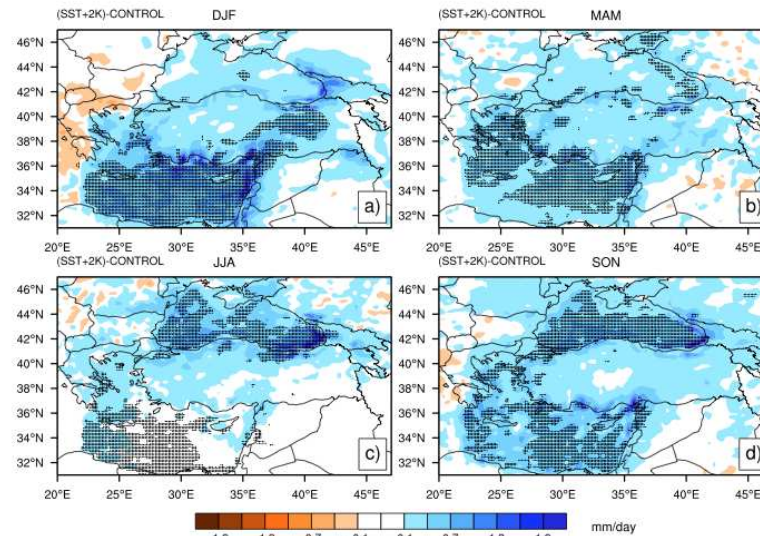 (SST+2K)-CONTROL DJF
46°N
44°N
42°N
40°N
38°N
36°N
34°N
32°N
a)
20°E 25°E 30°E 35°E 40°E 45°E
(SST+2K)-CONTROL MAM
46°N
44°N
42°N
40°N
38°N
36°N
34°N
32°N
b)
20°E 25°E 30°E 35°E 40°E 45°E
(SST+2K)-CONTROL JJA
46°N
44°N
42°N
40°N
38°N
36°N
34°N
32°N
c)
20°E 25°E 30°E 35°E 40°E 45°E
(SST+2K)-CONTROL SON
46°N
44°N
42°N
40°N
38°N
36°N
34°N
32°N
d)
20°E 25°E 30°E 35°E 40°E 45°E
mm/day